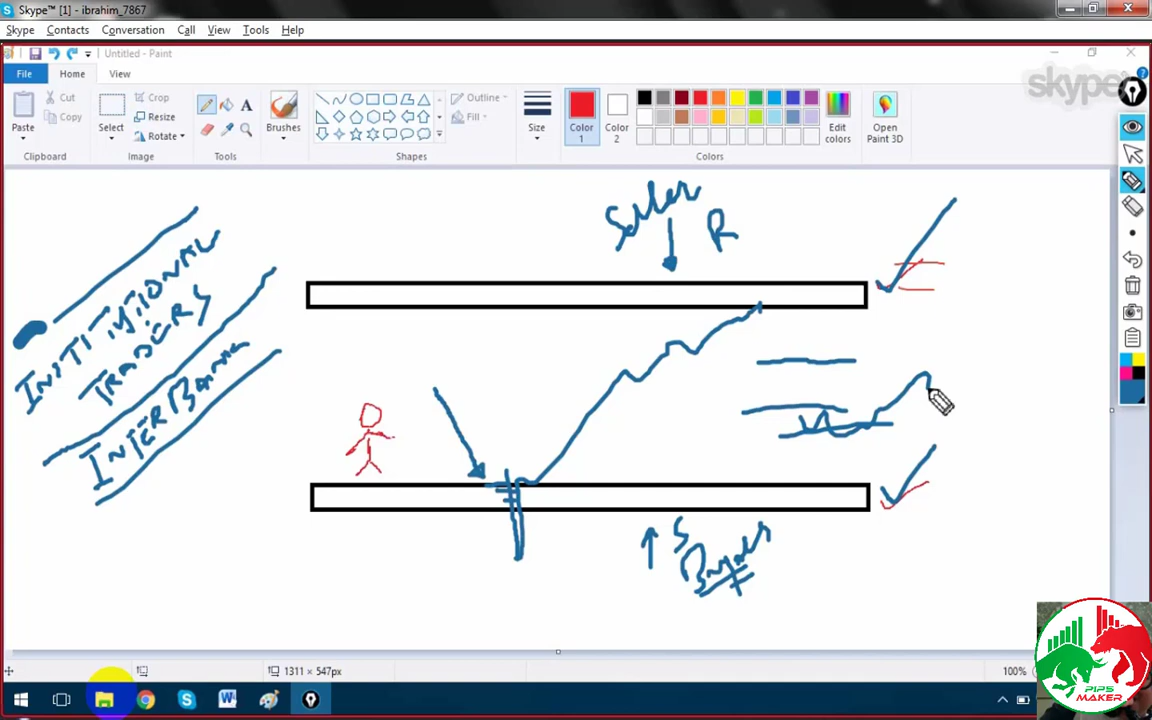 Skype™ [1] - ibrahim_7867
Skype Contacts Conversation Call View Tools Help
Untitled - Paint
File Home View
skype
Paste
Cut
Copy
Select
Crop
Resize
Rotate
A
Brushes
Outline
Fill
Size
Color 1
Color 2
Edit colors
Open Paint 3D
Clipboard Image Tools Shapes Colors
Seller
R
INSTITYTIONAL
TRADERS
INTERBANK
S
Buyers
1311 × 547px
100%
PIPS
MAKER